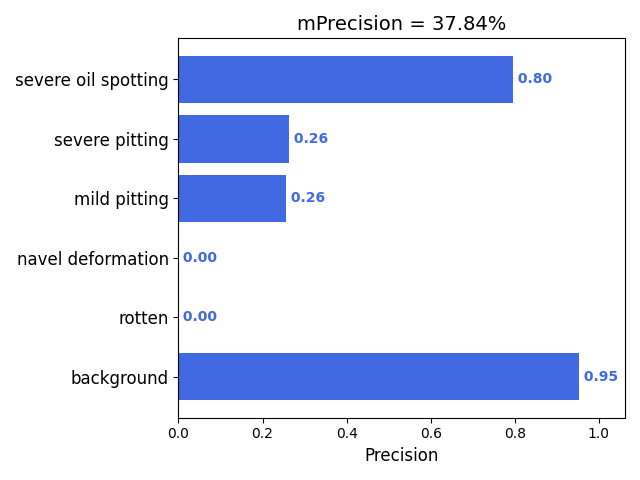 mPrecision = 37.84%
severe oil spotting 0.80
severe pitting 0.26
mild pitting 0.26
navel deformation 0.00
rotten 0.00
background 0.95
0.0 0.2 0.4 0.6 0.8 1.0
Precision